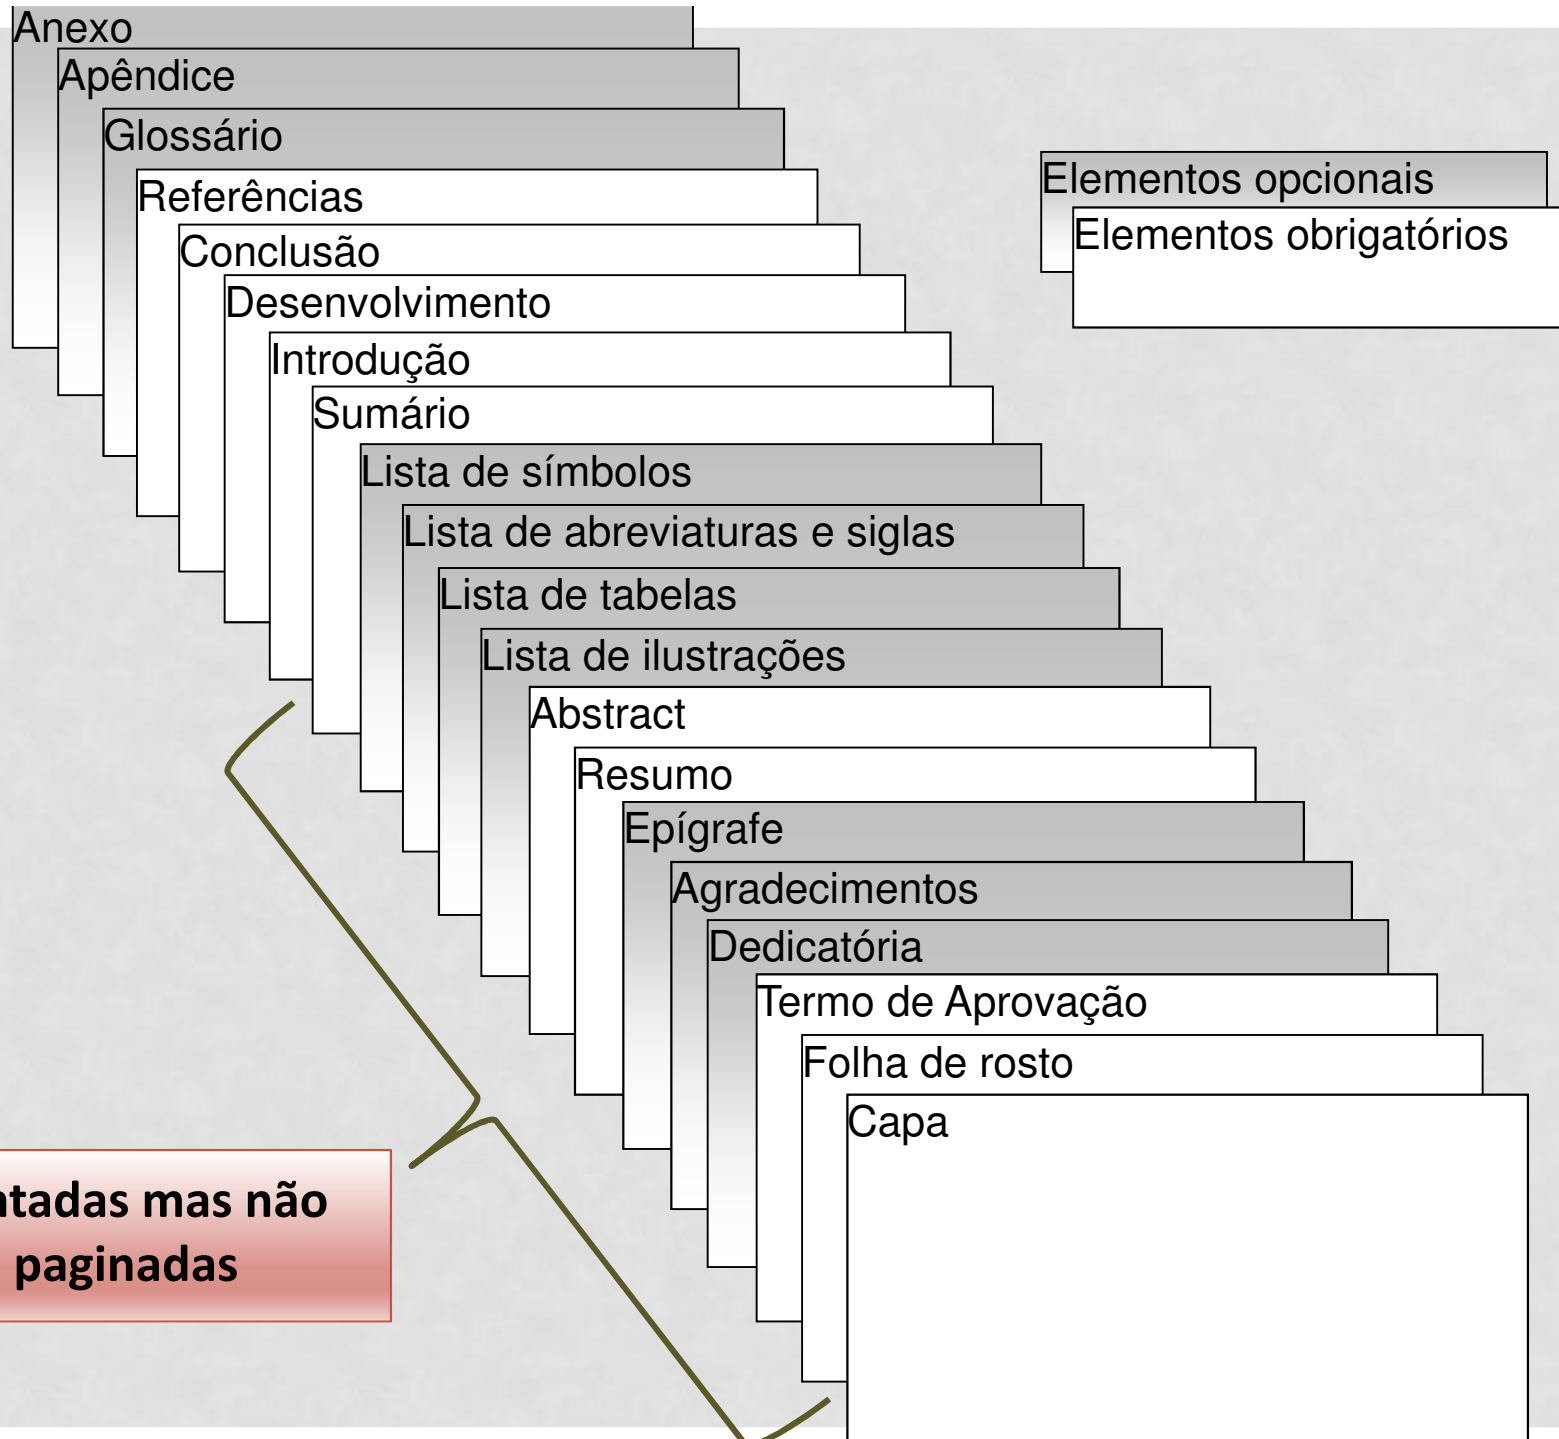 Anexo
Apêndice
Glossário
Referências
Conclusão
Desenvolvimento
Introdução
Sumário
Lista de símbolos
Lista de abreviaturas e siglas
Lista de tabelas
Lista de ilustrações
Abstract
Resumo
Epígrafe
Agradecimentos
Dedicatória
Termo de Aprovação
Folha de rosto
Capa
Elementos opcionais
Elementos obrigatórios
mas não
paginadas